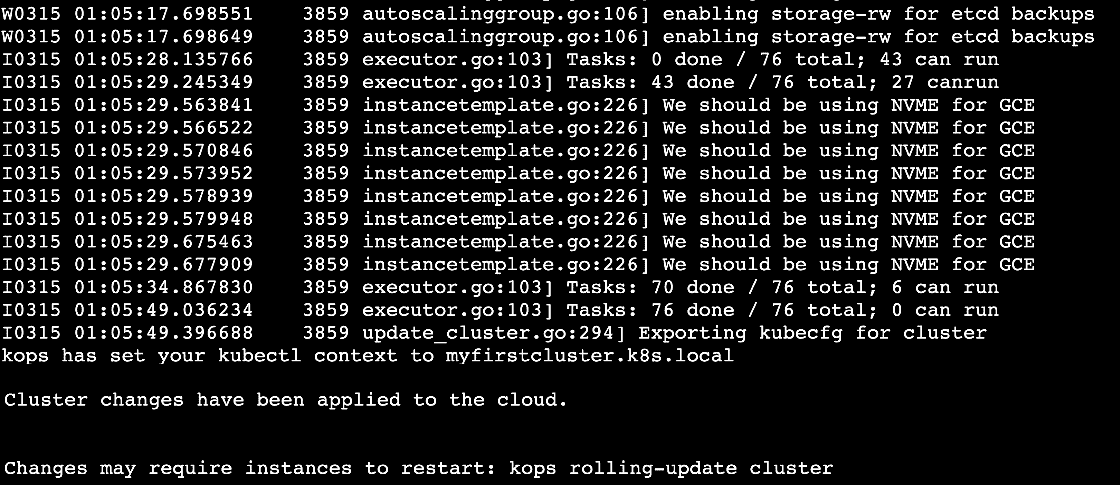 W0315 01:05:17.698551    3859 autoscalinggroup.go:106] enabling storage-rw for etcd backups
W0315 01:05:17.698649    3859 autoscalinggroup.go:106] enabling storage-rw for etcd backups
I0315 01:05:28.135766    3859 executor.go:103] Tasks: 0 done / 76 total; 43 can run
I0315 01:05:29.245349    3859 executor.go:103] Tasks: 43 done / 76 total; 27 canrun
I0315 01:05:29.563841    3859 instancetemplate.go:226] We should be using NVME for GCE
I0315 01:05:29.566522    3859 instancetemplate.go:226] We should be using NVME for GCE
I0315 01:05:29.570846    3859 instancetemplate.go:226] We should be using NVME for GCE
I0315 01:05:29.573952    3859 instancetemplate.go:226] We should be using NVME for GCE
I0315 01:05:29.578939    3859 instancetemplate.go:226] We should be using NVME for GCE
I0315 01:05:29.579948    3859 instancetemplate.go:226] We should be using NVME for GCE
I0315 01:05:29.675463    3859 instancetemplate.go:226] We should be using NVME for GCE
I0315 01:05:29.677909    3859 instancetemplate.go:226] We should be using NVME for GCE
I0315 01:05:34.867830    3859 executor.go:103] Tasks: 70 done / 76 total; 6 can run
I0315 01:05:49.036234    3859 executor.go:103] Tasks: 76 done / 76 total; 0 can run
I0315 01:05:49.396688    3859 update_cluster.go:294] Exporting kubecfg for cluster
kops has set your kubectl context to myfirstcluster.k8s.local
Cluster changes have been applied to the cloud.
Changes may require instances to restart: kops rolling-update cluster